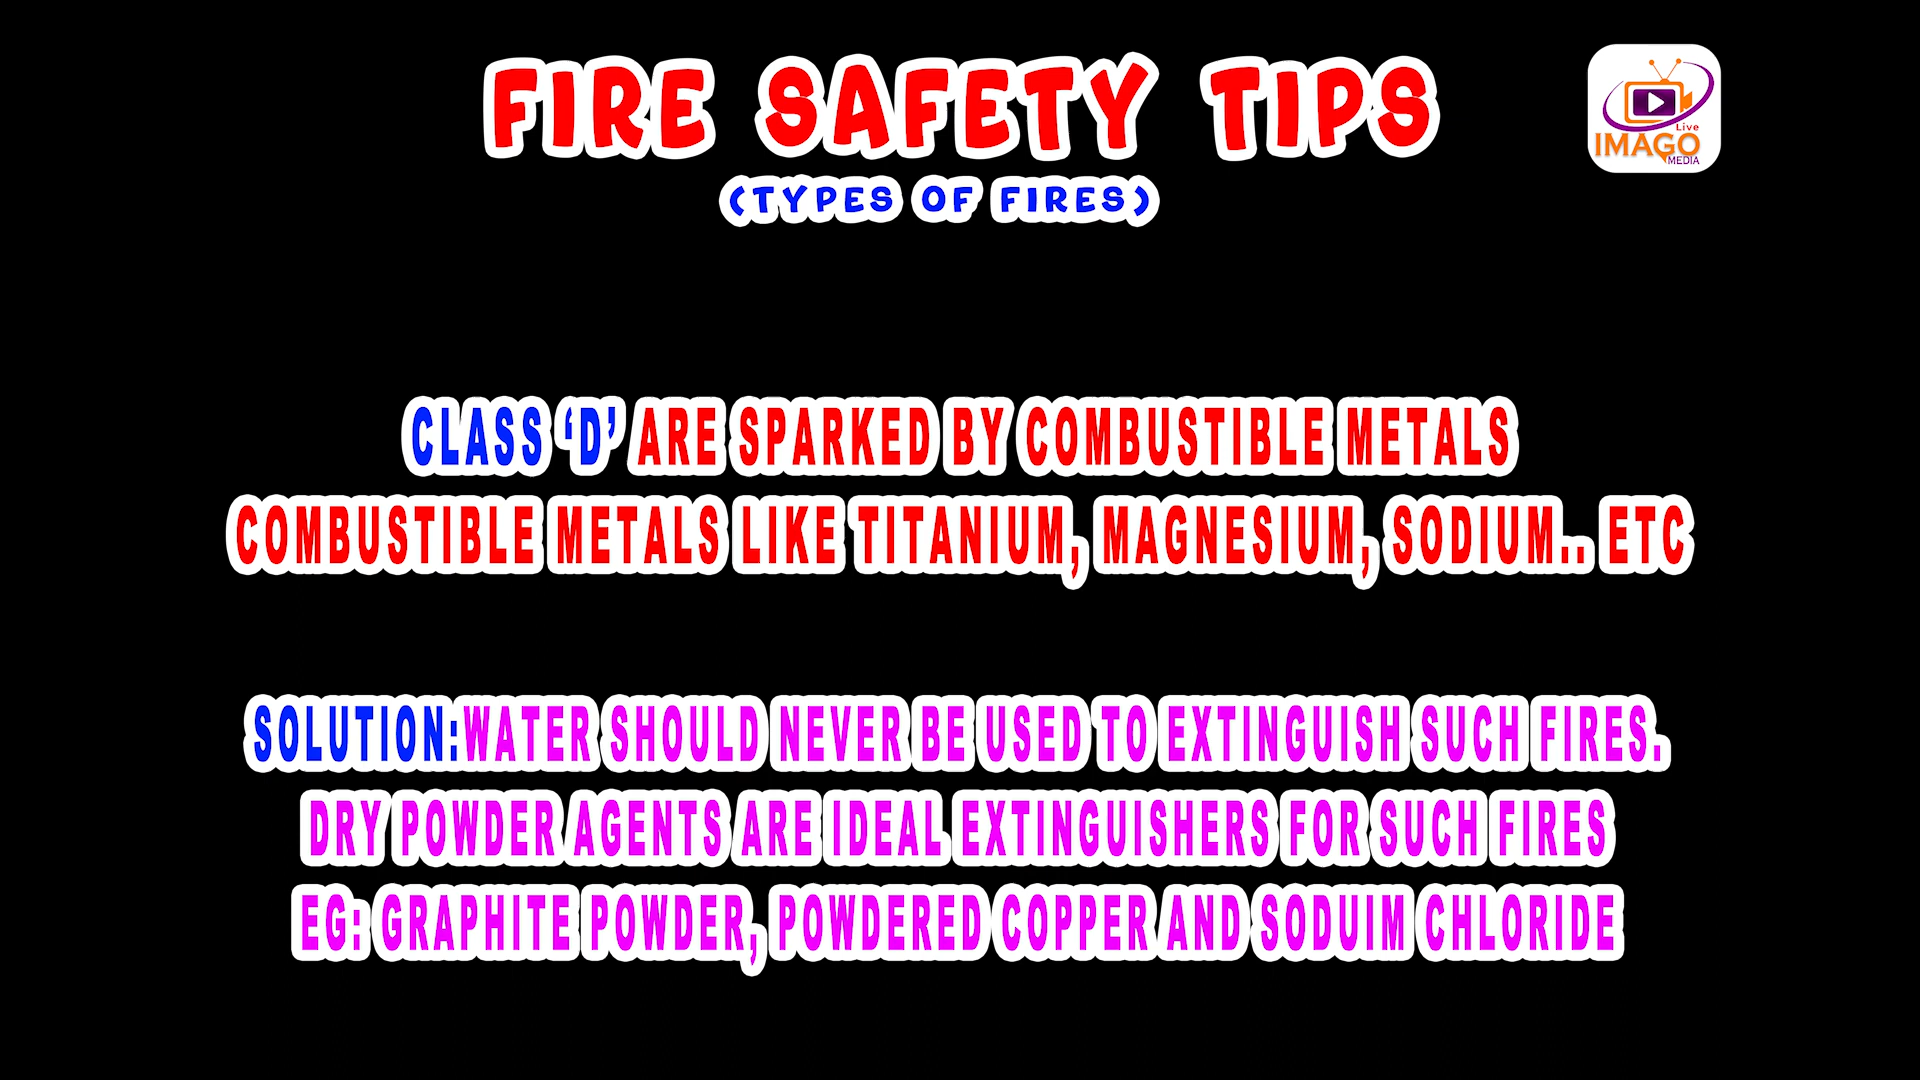 FIRE SAFETY TIPS
(TYPES OF FIRES)
Live
IMAGO
MEDIA
CLASS ‘D’ ARE SPARKED BY COMBUSTIBLE METALS
COMBUSTIBLE METALS LIKE TITANIUM, MAGNESIUM, SODIUM.. ETC
SOLUTION:WATER SHOULD NEVER BE USED TO EXTINGUISH SUCH FIRES.
DRY POWDER AGENTS ARE IDEAL EXTINGUISHERS FOR SUCH FIRES
EG: GRAPHITE POWDER, POWDERED COPPER AND SODUIM CHLORIDE